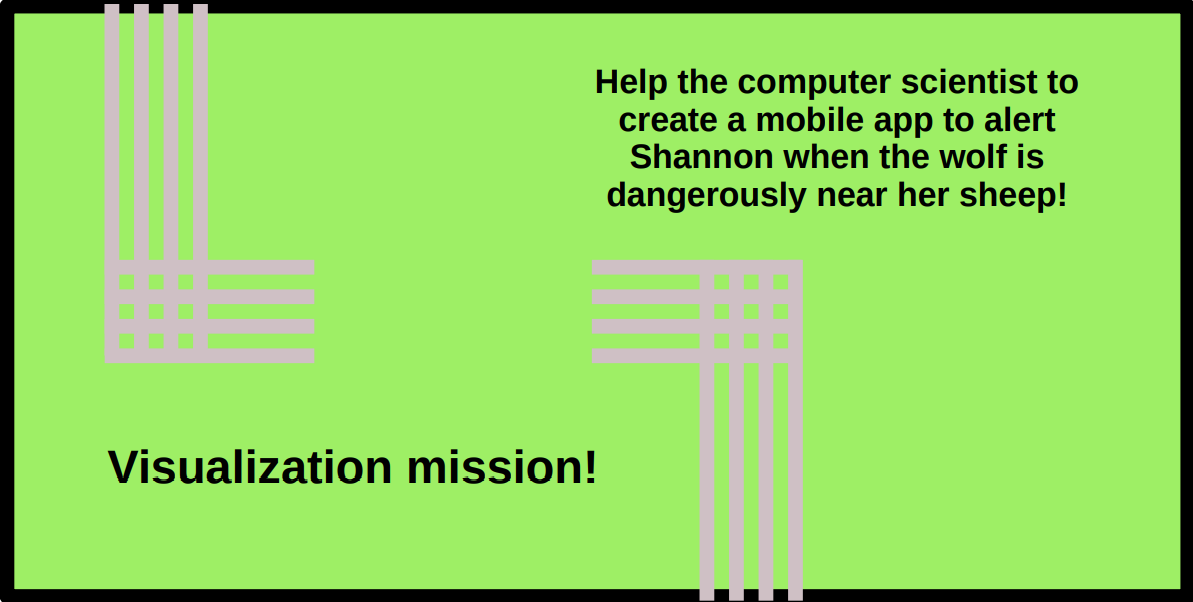 Help the computer scientist to
create a mobile app to alert
Shannon when the wolf is
dangerously near her sheep!
Visualization mission!